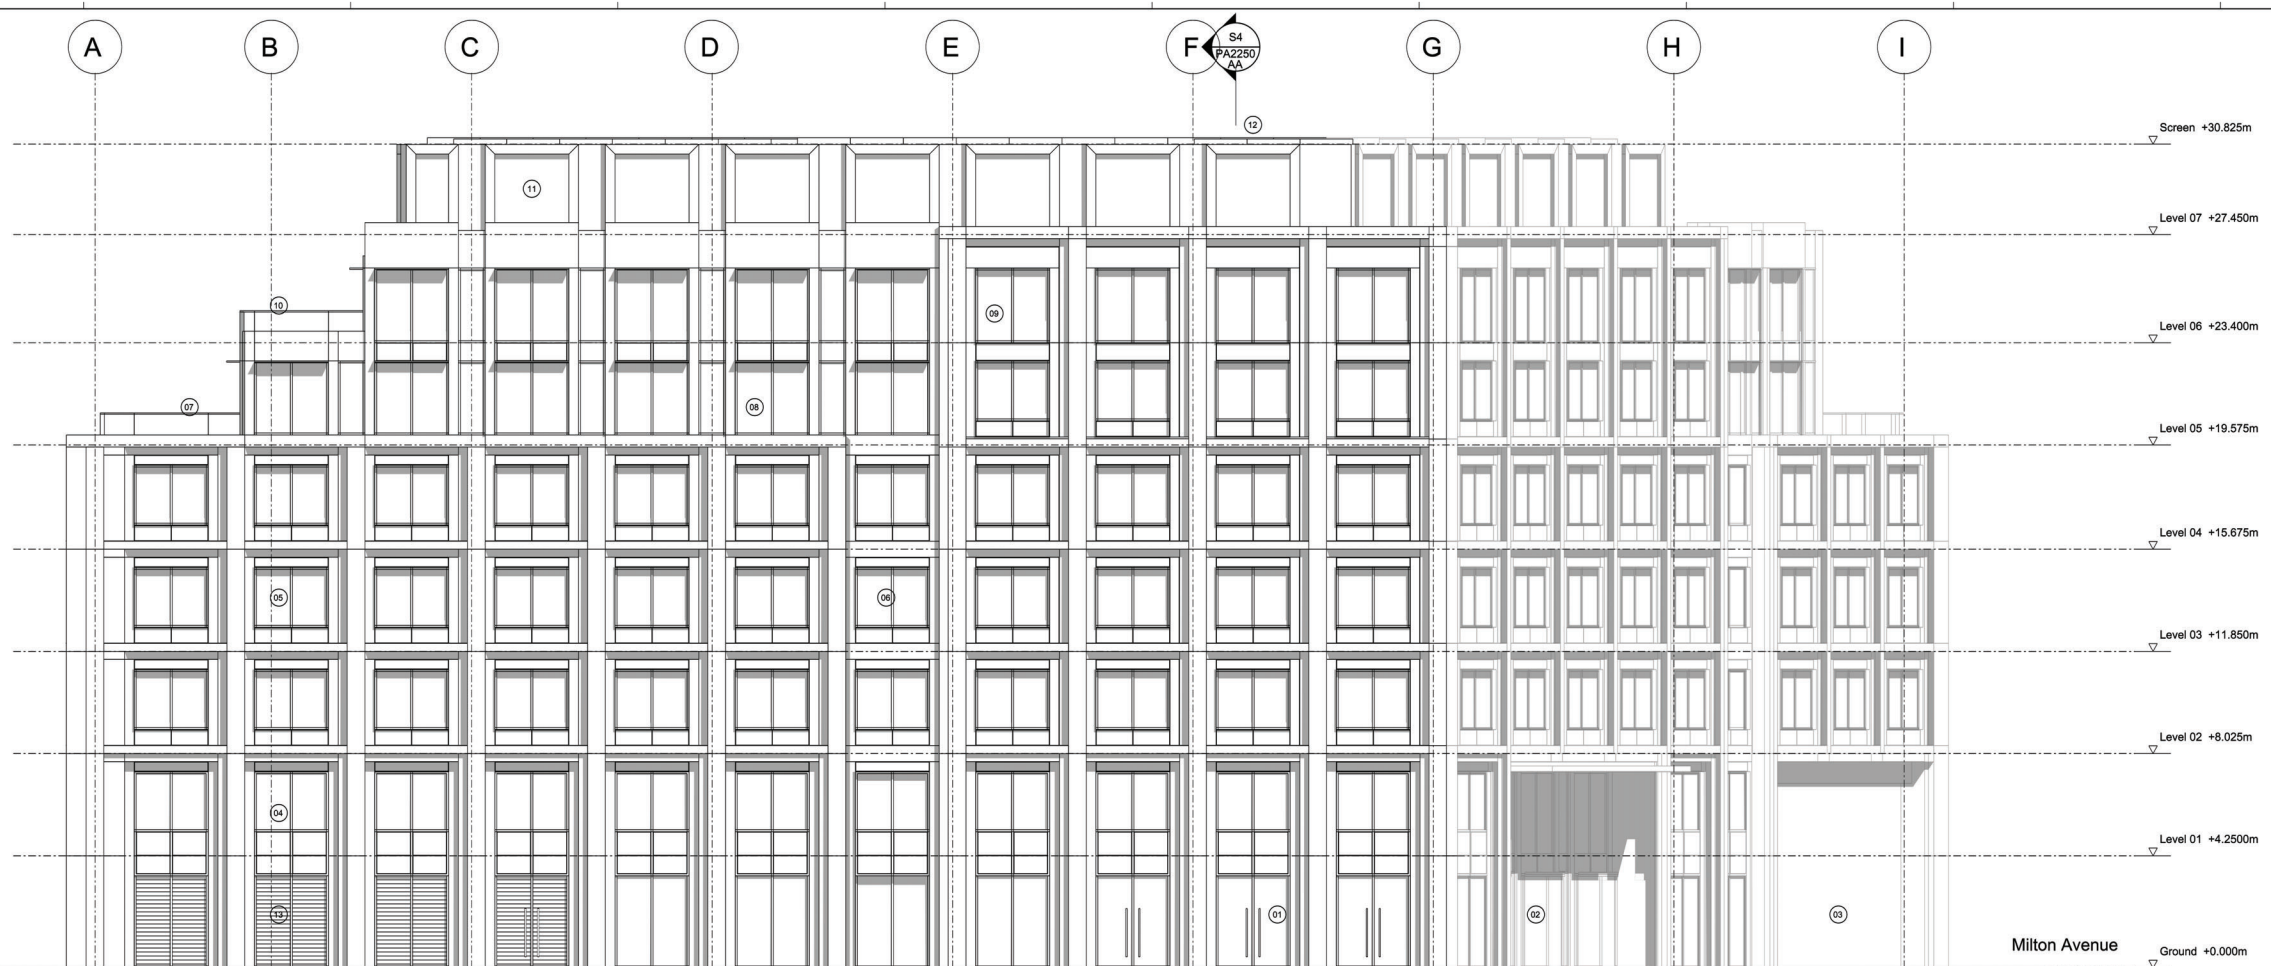 A
B
C
D
E
F
S4
PA2250
AA
G
H
I
12
Screen +30.825m
11
Level 07 +27.450m
10
09
Level 06 +23.400m
07
08
Level 05 +19.575m
Level 04 +15.675m
05
06
Level 03 +11.850m
Level 02 +8.025m
04
Level 01 +4.2500m
13
01
02
03
Milton Avenue
Ground +0.000m